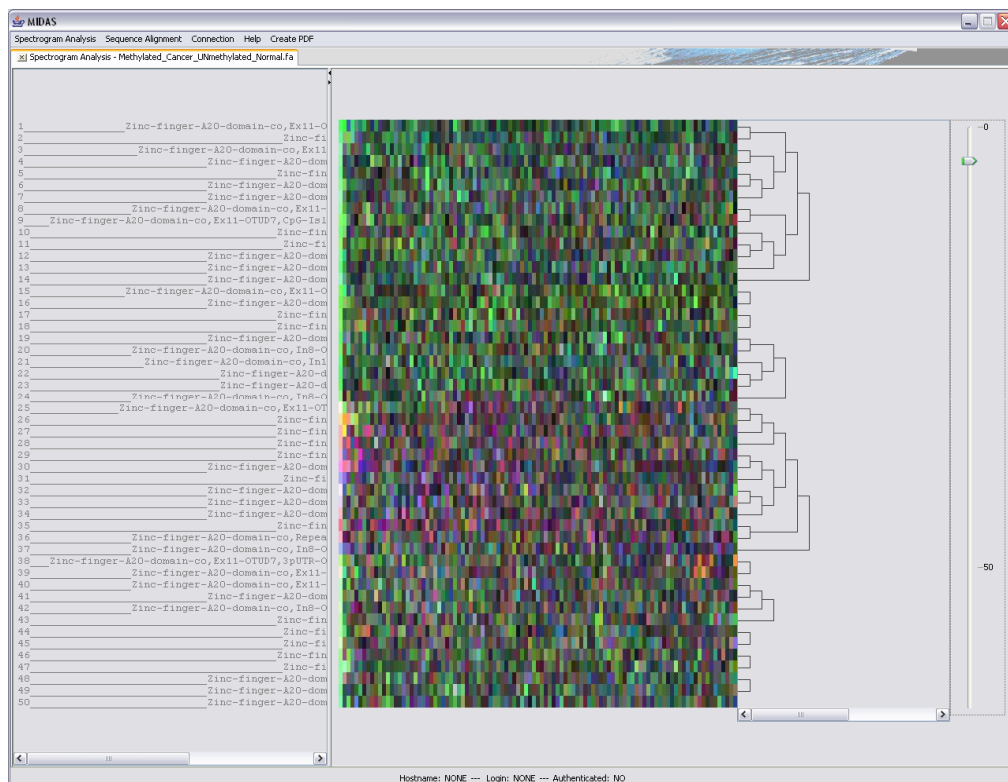 MIDAS
Spectrogram Analysis Sequence Alignment Connection Help Create PDF
Spectrogram Analysis - Methylated_Cancer_UNmethylated_Normal.fa
1 Zinc-finger-A20-domain-co,Ex11-O
2 Zinc-fi
3 Zinc-finger-A20-domain-co,Ex11
4 Zinc-finger-A20-dom
5 Zinc-fin
6 Zinc-finger-A20-dom
7 Zinc-finger-A20-dom
8 Zinc-finger-A20-domain-co,Ex11-
9 Zinc-finger-A20-domain-co,Ex11-OTUD7,CpG-Isl
10 Zinc-fin
11 Zinc-fi
12 Zinc-finger-A20-dom
13 Zinc-finger-A20-dom
14 Zinc-finger-A20-dom
15 Zinc-finger-A20-domain-co,Ex11-O
16 Zinc-finger-A20-dom
17 Zinc-fin
18 Zinc-fin
19 Zinc-finger-A20-dom
20 Zinc-finger-A20-domain-co,In8-O
21 Zinc-finger-A20-domain-co,In1
22 Zinc-finger-A20-d
23 Zinc-finger-A20-d
24 Zinc-finger-A20-domain-co,In8-O
25 Zinc-finger-A20-domain-co,Ex11-OT
26 Zinc-fin
27 Zinc-fin
28 Zinc-fin
29 Zinc-fin
30 Zinc-finger-A20-dom
31 Zinc-fi
32 Zinc-finger-A20-dom
33 Zinc-finger-A20-dom
34 Zinc-finger-A20-dom
35 Zinc-fin
36 Zinc-finger-A20-domain-co,Repea
37 Zinc-finger-A20-domain-co,In8-O
38 Zinc-finger-A20-domain-co,Ex11-OTUD7,3pUTR-O
39 Zinc-finger-A20-domain-co,Ex11-
40 Zinc-finger-A20-domain-co,Ex11-
41 Zinc-finger-A20-dom
42 Zinc-finger-A20-domain-co,In8-O
43 Zinc-fin
44 Zinc-fi
45 Zinc-fi
46 Zinc-fin
47 Zinc-fi
48 Zinc-finger-A20-dom
49 Zinc-finger-A20-dom
50 Zinc-finger-A20-dom
-0
-50
Hostname: NONE --- Login: NONE --- Authenticated: NO